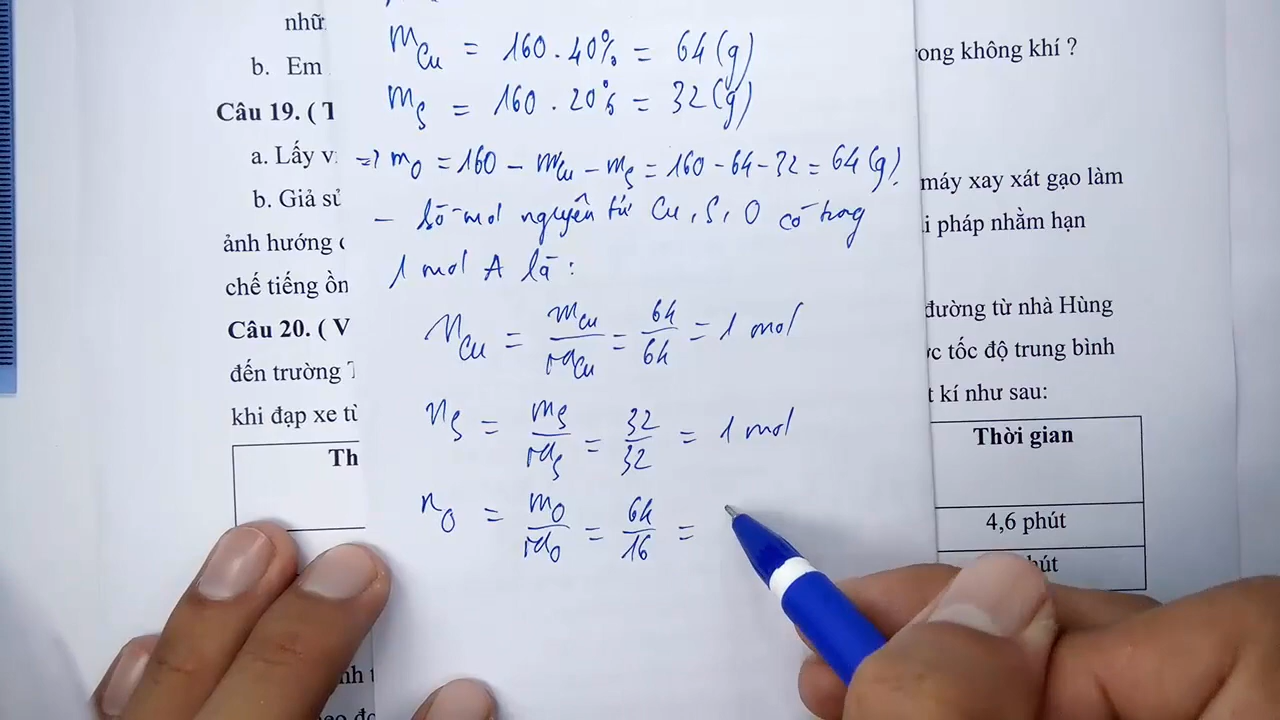 nhữ
b. Em
ong không khí ?
Câu 19. ( T
a. Lấy v
b. Giả sử
máy xay xát gạo làm
ảnh hướng
i pháp nhằm hạn
chế tiếng ồn
Câu 20. ( V
đường từ nhà Hùng
đến trường T
c tốc độ trung bình
khi đạp xe từ
t kí như sau:
Th
Thời gian
4,6 phút
hút
m_Cu = 160 . 40% = 64 (g)
m_S = 160 . 20% = 32 (g)
=> m_O = 160 - m_Cu - m_S = 160 - 64 - 32 = 64 (g).
- Số mol nguyên tử Cu, S, O có trong
1 mol A là :
n_Cu = m_Cu / M_Cu = 64 / 64 = 1 mol
n_S = m_S / M_S = 32 / 32 = 1 mol
n_O = m_O / M_O = 64 / 16 =